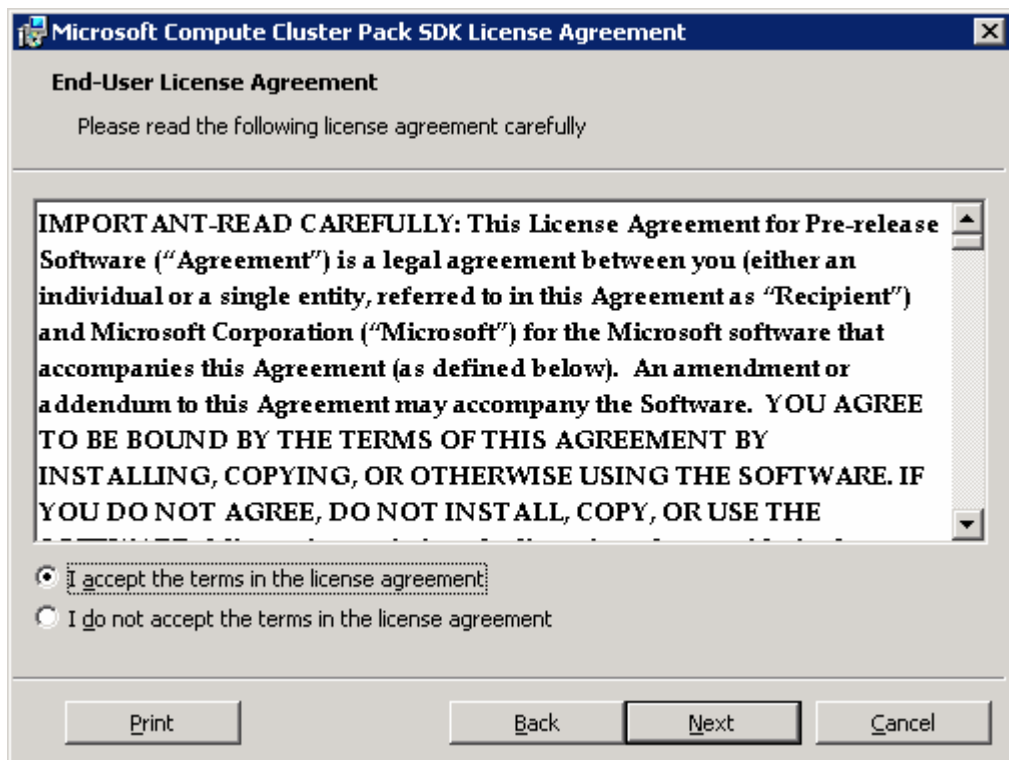 Microsoft Compute Cluster Pack SDK License Agreement
End-User License Agreement
Please read the following license agreement carefully
IMPORTANT-READ CAREFULLY: This License Agreement for Pre-release
Software (“Agreement”) is a legal agreement between you (either an
individual or a single entity, referred to in this Agreement as “Recipient”)
and Microsoft Corporation (“Microsoft”) for the Microsoft software that
accompanies this Agreement (as defined below).  An amendment or
addendum to this Agreement may accompany the Software.  YOU AGREE
TO BE BOUND BY THE TERMS OF THIS AGREEMENT BY
INSTALLING, COPYING, OR OTHERWISE USING THE SOFTWARE. IF
YOU DO NOT AGREE, DO NOT INSTALL, COPY, OR USE THE
I accept the terms in the license agreement
I do not accept the terms in the license agreement
Print Back Next Cancel